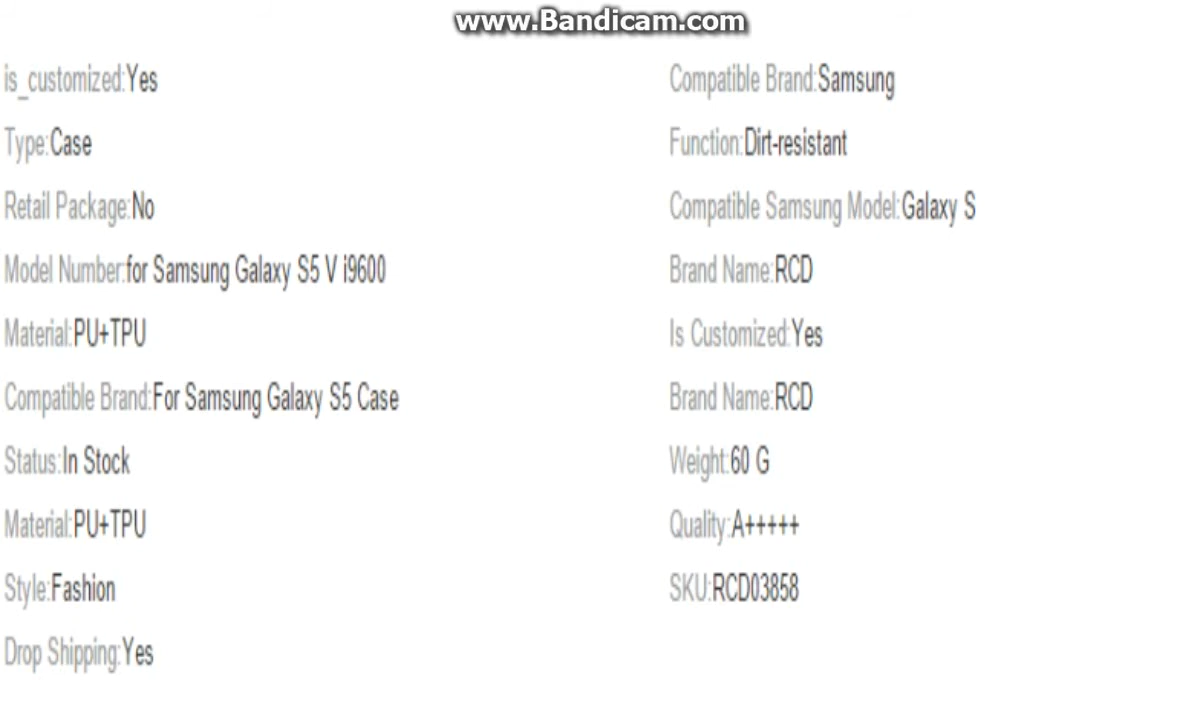 www.Bandicam.com
is_customized:Yes
Compatible Brand:Samsung
Type:Case
Function:Dirt-resistant
Retail Package:No
Compatible Samsung Model:Galaxy S
Model Number:for Samsung Galaxy S5 V i9600
Brand Name:RCD
Material:PU+TPU
Is Customized:Yes
Compatible Brand:For Samsung Galaxy S5 Case
Brand Name:RCD
Status:In Stock
Weight:60 G
Material:PU+TPU
Quality:A+++++
Style:Fashion
SKU:RCD03858
Drop Shipping:Yes